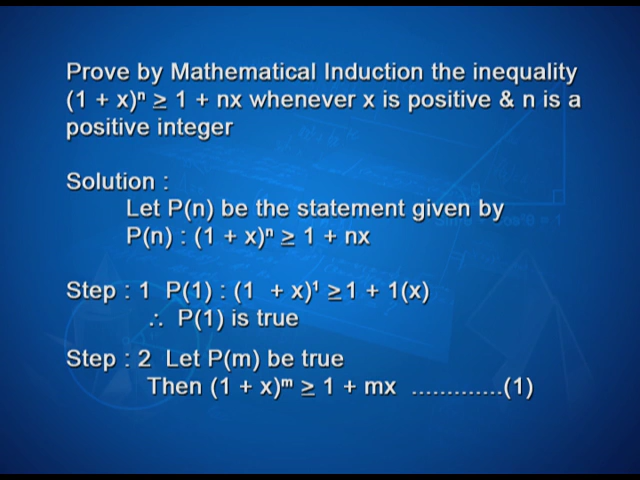 Prove by Mathematical Induction the inequality
(1 + x)ⁿ ≥ 1 + nx whenever x is positive & n is a
positive integer
Solution :
Let P(n) be the statement given by
P(n) : (1 + x)ⁿ ≥ 1 + nx
Step : 1 P(1) : (1 + x)¹ ≥ 1 + 1(x)
∴ P(1) is true
Step : 2 Let P(m) be true
Then (1 + x)ᵐ ≥ 1 + mx .............(1)